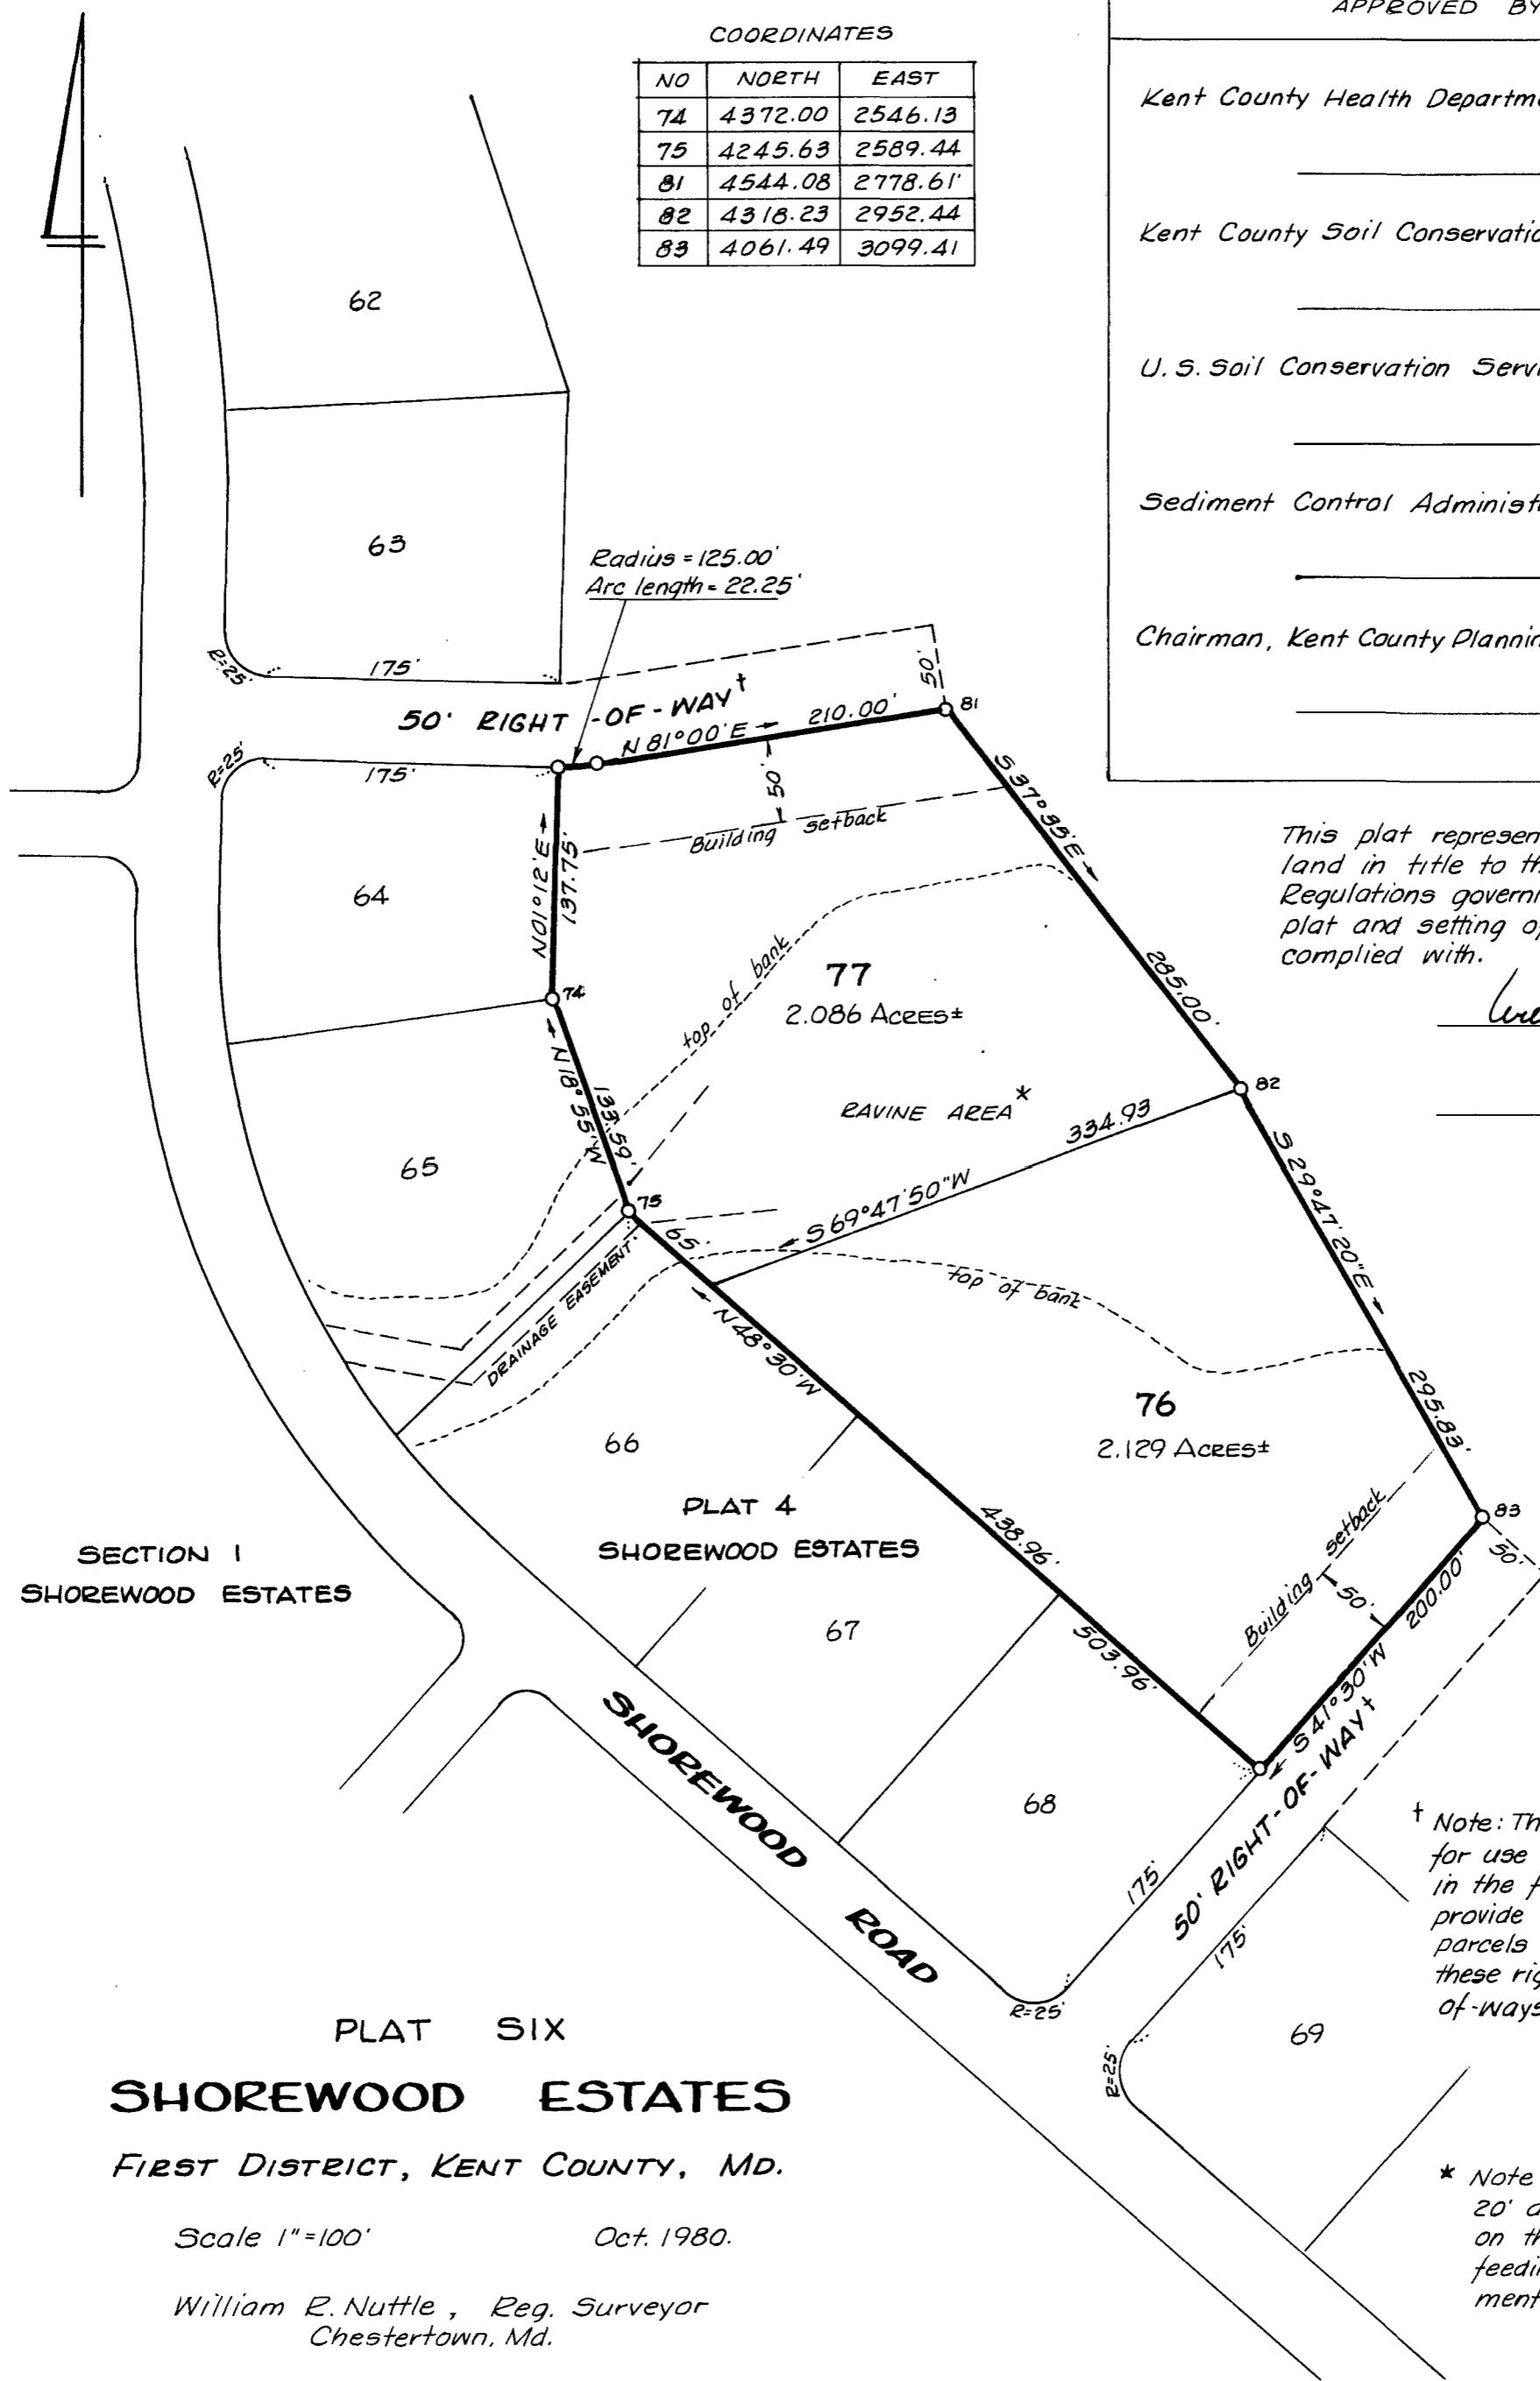 COORDINATES
NO NORTH EAST
74 4372.00 2546.13
75 4245.63 2589.44
81 4544.08 2778.61'
82 4318.23 2952.44
83 4061.49 3099.41
APPROVED BY
Kent County Health Departm
Kent County Soil Conservatio
U.S. Soil Conservation Servi
Sediment Control Administ
Chairman, Kent County Plannin
62
63
Radius = 125.00'
Arc length = 22.25'
R=25'
175'
50' RIGHT-OF-WAY†
50'
81
N 81°00'E
210.00'
R=25'
175'
50'
Building setback
S 37°35'E
285.00'
This plat represen
land in title to th
Regulations governi
plat and setting o
complied with.
64
N01°12'E
137.75'
74
top of bank
77
2.086 ACRES±
RAVINE AREA*
82
334.93
S 69°47'50"W
N 18°55'W
133.59'
65
75
65'
DRAINAGE EASEMENT
top of bank
S 29°47'20"E
295.83'
N 48°30'W
66
76
2.129 ACRES±
PLAT 4
SHOREWOOD ESTATES
438.96'
503.96'
83
50'
Building setback
50'
200.00'
S 41°30'W
SECTION 1
SHOREWOOD ESTATES
67
68
SHOREWOOD ROAD
175'
50' RIGHT-OF-WAY†
175'
R=25'
R=25'
69
† Note: Th
for use
in the f
provide
parcels
these rig
of-ways
PLAT SIX
SHOREWOOD ESTATES
FIRST DISTRICT, KENT COUNTY, MD.
Scale 1"=100' Oct. 1980.
William R. Nuttle, Reg. Surveyor
Chestertown, Md.
* Note
20' a
on th
feedi
ment